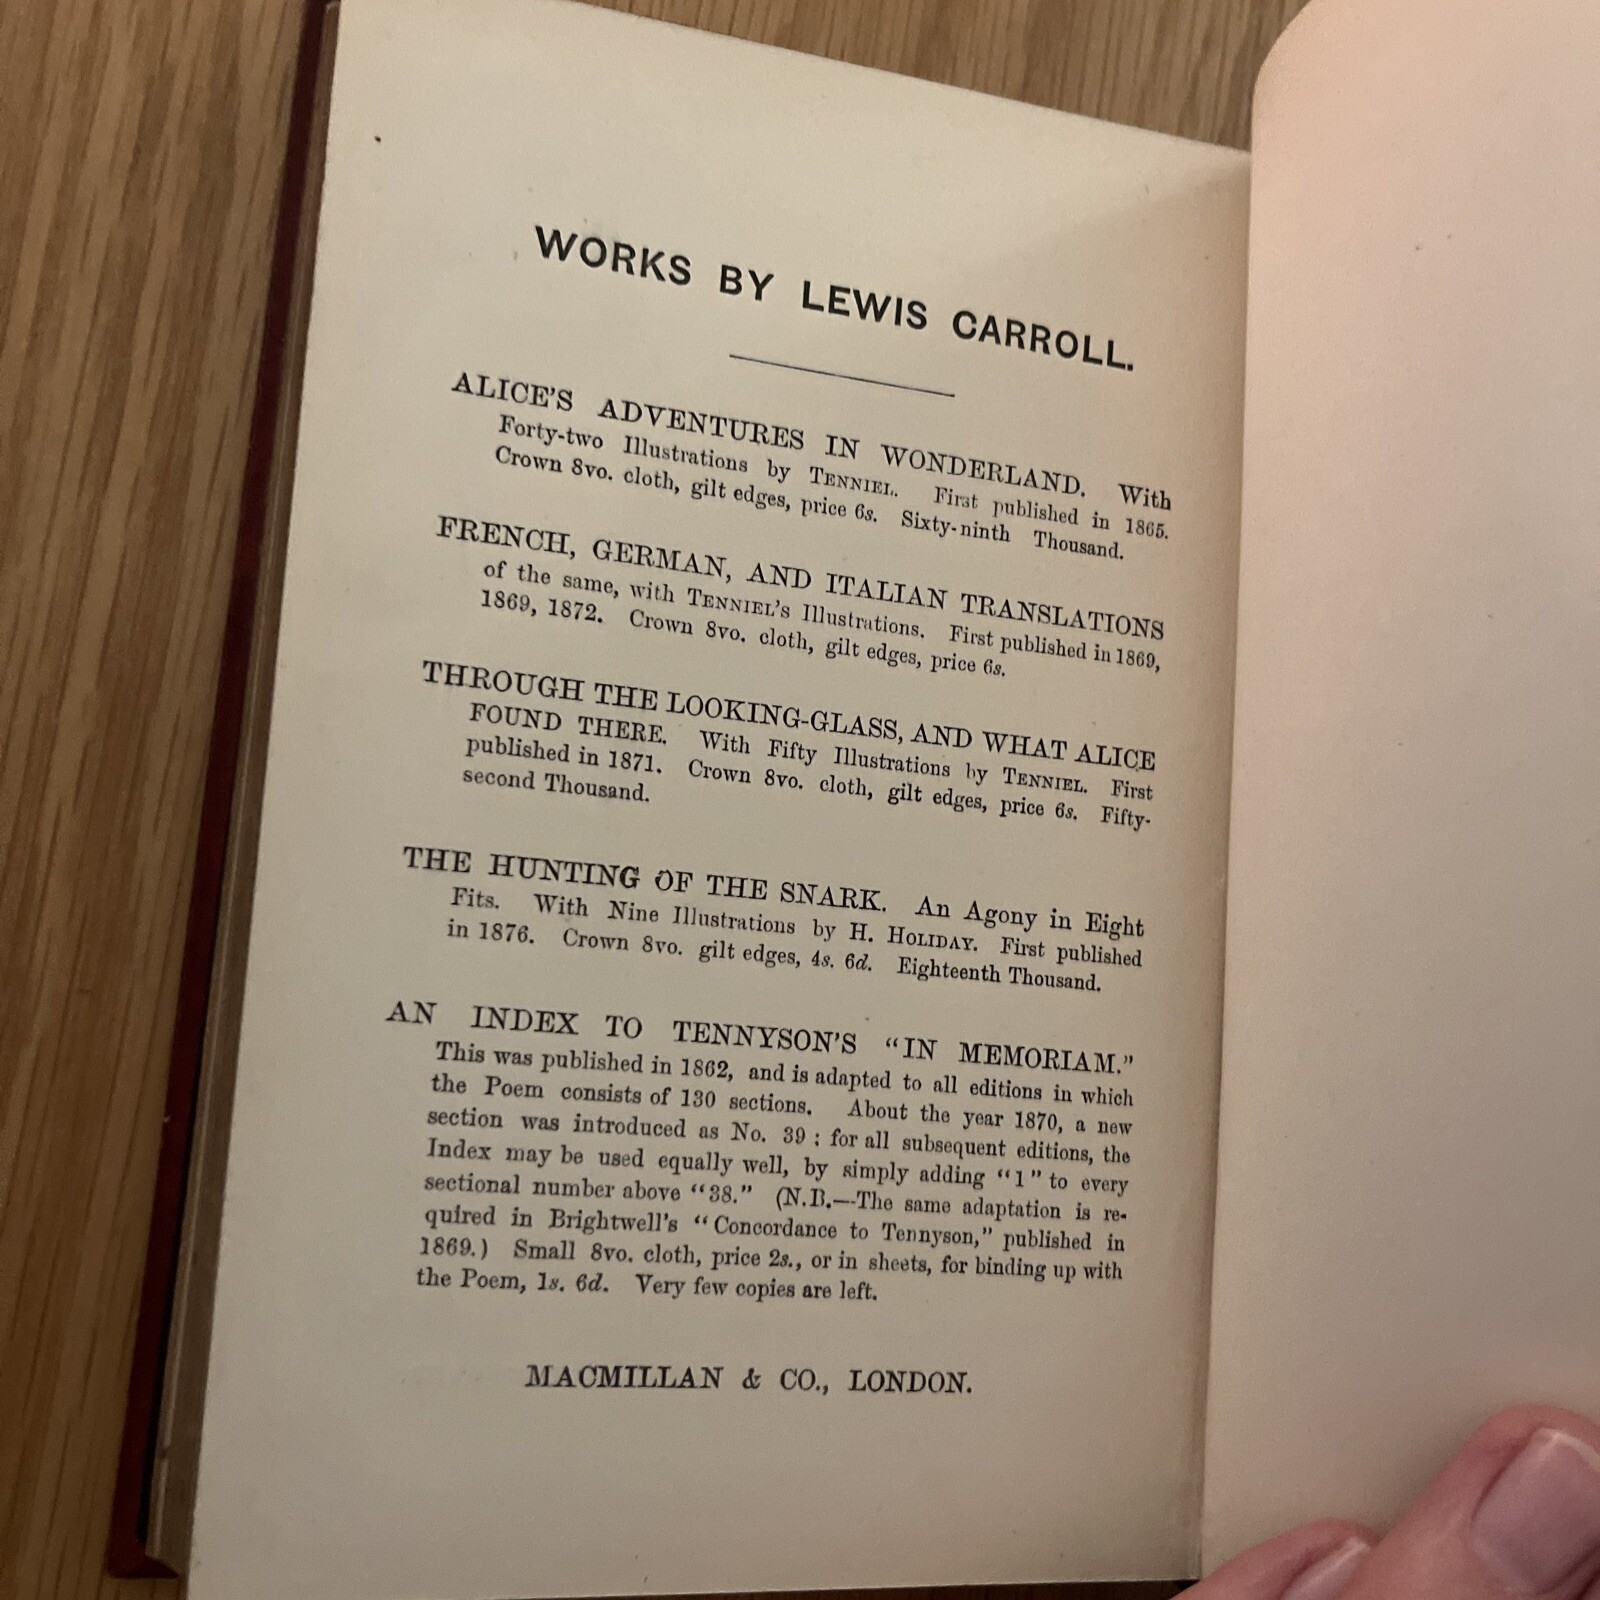 WORKS BY LEWIS CARROLL.
ALICE'S ADVENTURES IN WONDERLAND. With
Forty-two Illustrations by TENNIEL. First published in 1865.
Crown 8vo. cloth, gilt edges, price 6s. Sixty-ninth Thousand.
FRENCH, GERMAN, AND ITALIAN TRANSLATIONS
of the same, with TENNIEL'S Illustrations. First published in 1869,
1869, 1872. Crown 8vo. cloth, gilt edges, price 6s.
THROUGH THE LOOKING-GLASS, AND WHAT ALICE
FOUND THERE. With Fifty Illustrations by TENNIEL. First
published in 1871. Crown 8vo. cloth, gilt edges, price 6s. Fifty-
second Thousand.
THE HUNTING OF THE SNARK. An Agony in Eight
Fits. With Nine Illustrations by H. HOLIDAY. First published
in 1876. Crown 8vo. gilt edges, 4s. 6d. Eighteenth Thousand.
AN INDEX TO TENNYSON'S "IN MEMORIAM."
This was published in 1862, and is adapted to all editions in which
the Poem consists of 130 sections. About the year 1870, a new
section was introduced as No. 39 : for all subsequent editions, the
Index may be used equally well, by simply adding "1" to every
sectional number above "38." (N.B.—The same adaptation is re-
quired in Brightwell's "Concordance to Tennyson," published in
1869.) Small 8vo. cloth, price 2s., or in sheets, for binding up with
the Poem, 1s. 6d. Very few copies are left.
MACMILLAN & CO., LONDON.